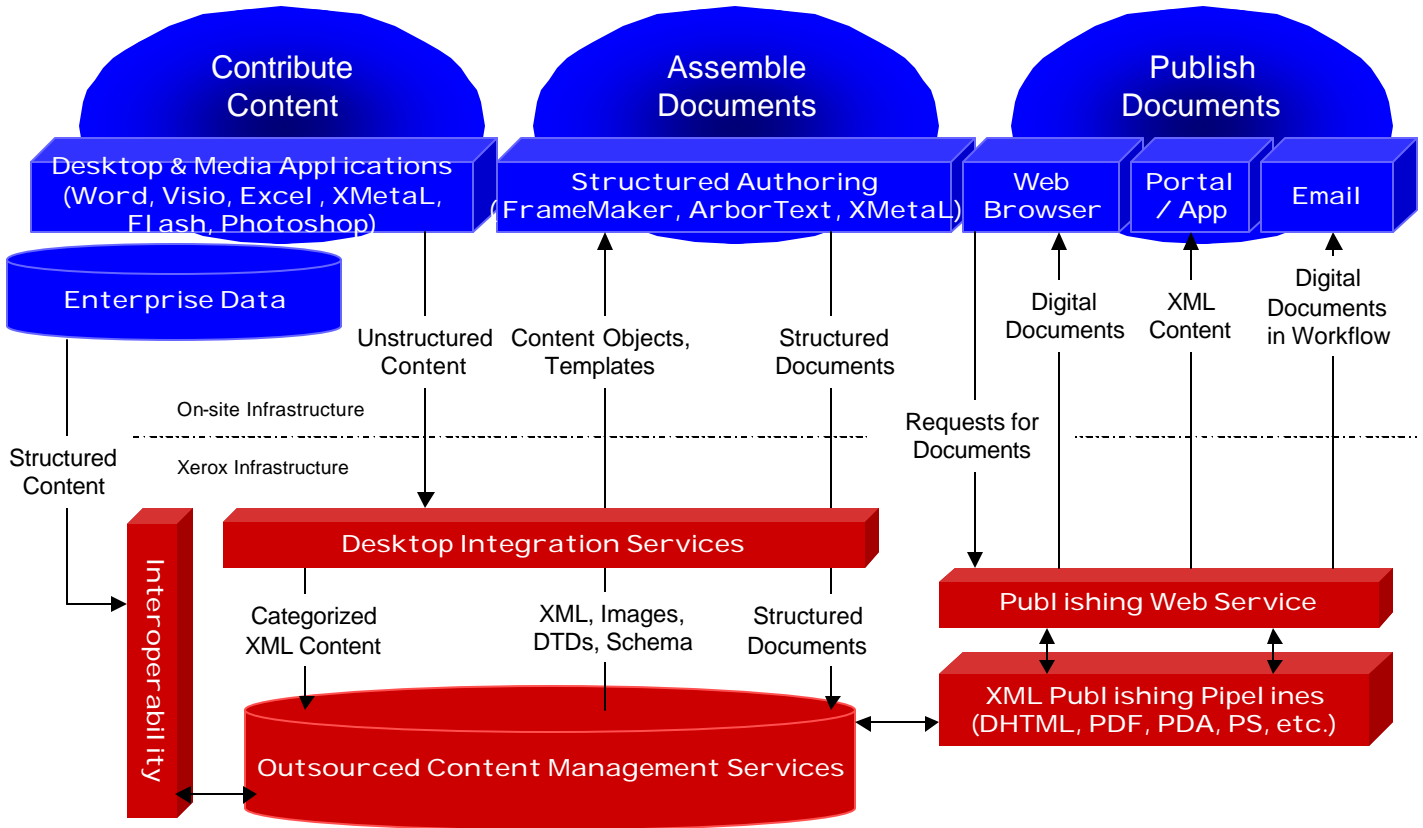 Contribute
Content
Assemble
Documents
Publish
Documents
Desktop & Media Applications
(Word, Visio, Excel, XMetaL,
Flash, Photoshop)
Structured Authoring
(FrameMaker, ArborText, XMetaL)
Web
Browser
Portal
/ App
Email
Enterprise Data
Unstructured
Content
Content Objects,
Templates
Structured
Documents
Digital
Documents
XML
Content
Digital
Documents
in Workflow
On-site Infrastructure
Requests for
Documents
Structured
Content
Xerox Infrastructure
Desktop Integration Services
Interoperability
Categorized
XML Content
XML, Images,
DTDs, Schema
Structured
Documents
Publishing Web Service
XML Publishing Pipelines
(DHTML, PDF, PDA, PS, etc.)
Outsourced Content Management Services